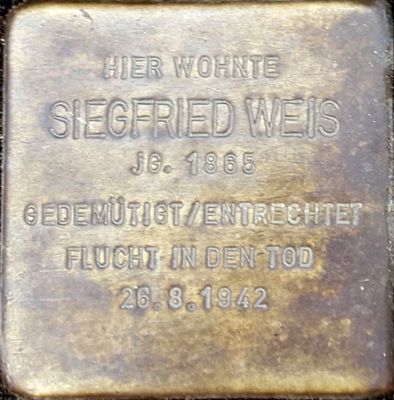 HIER WOHNTE
SIEGFRIED WEIS
JG. 1865
GEDEMÜTIGT/ENTRECHTET
FLUCHT IN DEN TOD
26.8.1942